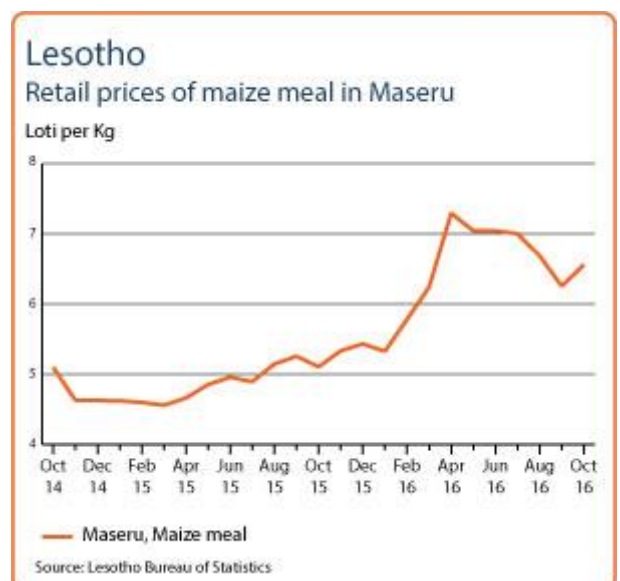 Lesotho
Retail prices of maize meal in Maseru
Loti per Kg
8
7
6
5
4
Oct Dec Feb Apr Jun Aug Oct Dec Feb Apr Jun Aug Oct
14 14 15 15 15 15 15 15 16 16 16 16 16
Maseru, Maize meal
Source: Lesotho Bureau of Statistics